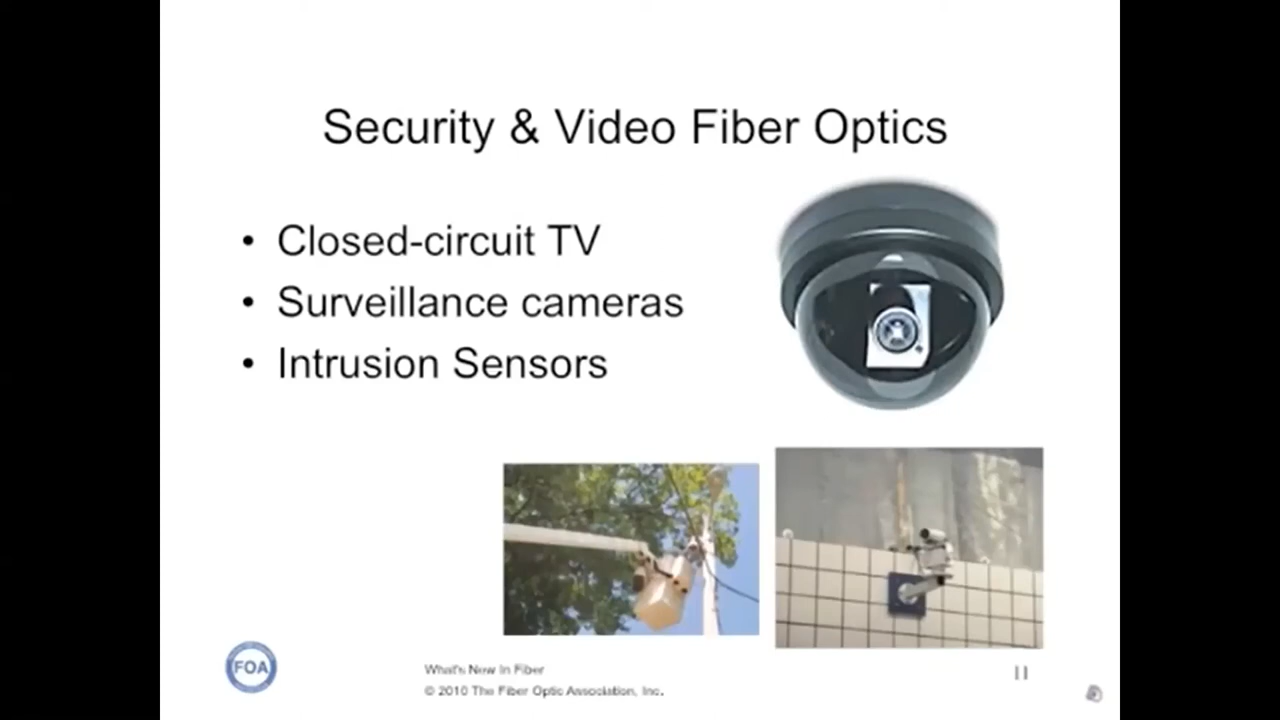 Security & Video Fiber Optics
• Closed-circuit TV
• Surveillance cameras
• Intrusion Sensors
FOA
What's New In Fiber
© 2010 The Fiber Optic Association, Inc.
11